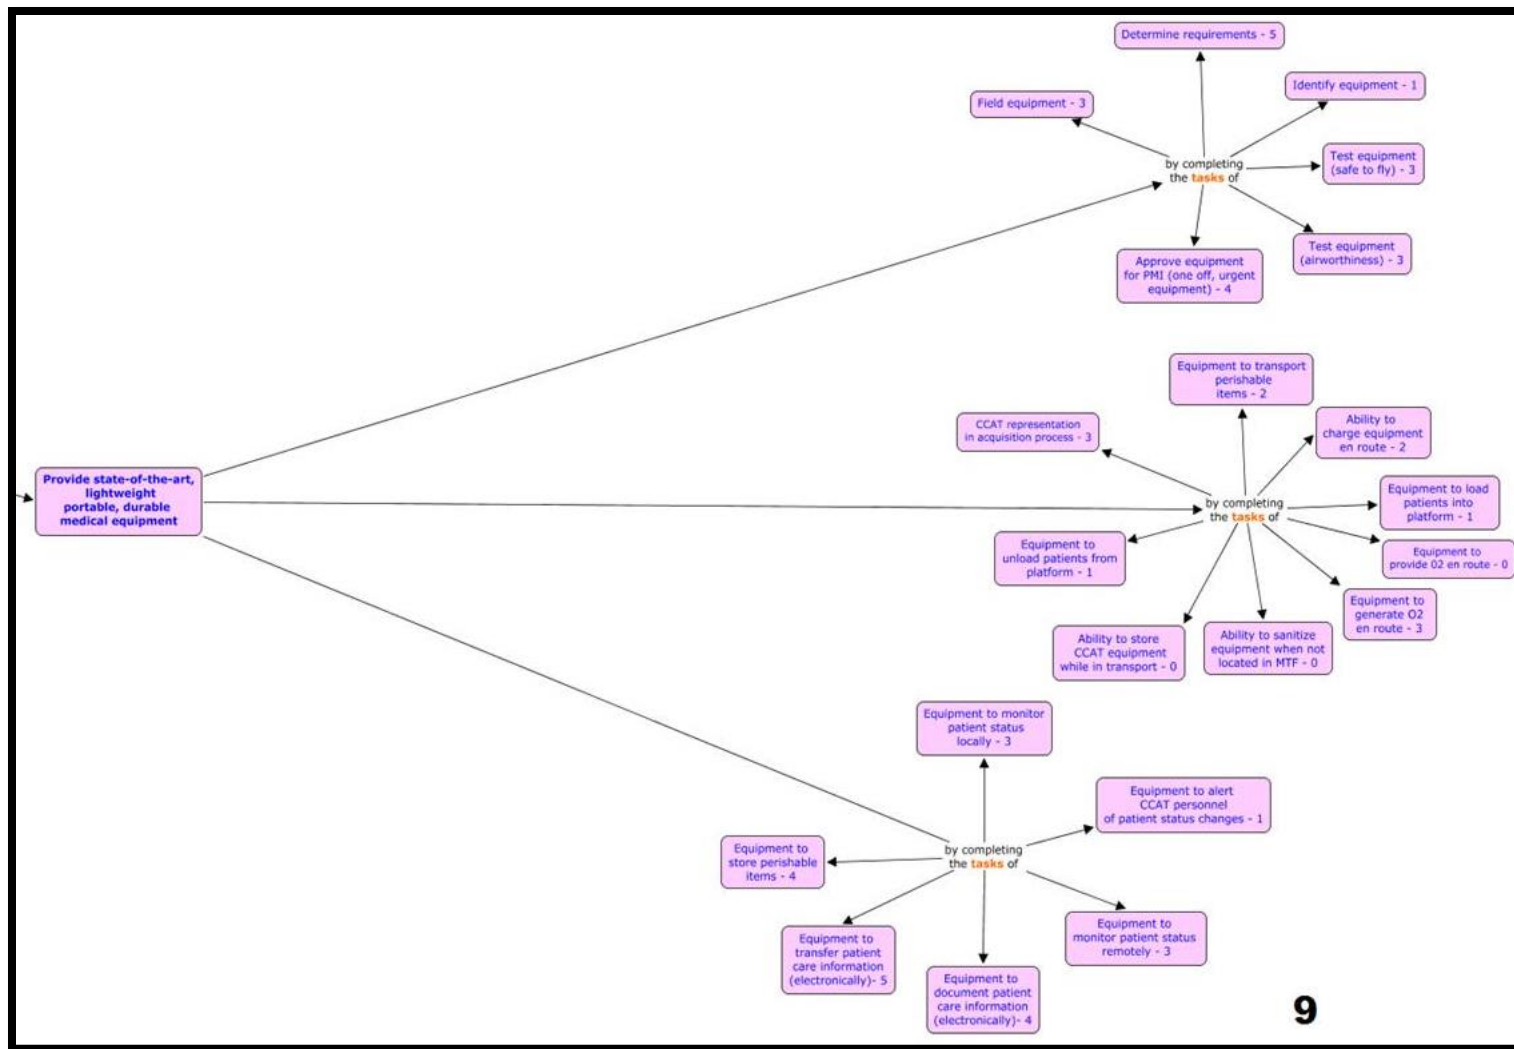 Determine requirements - 5
Identify equipment - 1
Field equipment - 3
by completing
the tasks of
Test equipment
(safe to fly) - 3
Test equipment
(airworthiness) - 3
Approve equipment
for PMI (one off, urgent
equipment) - 4
Provide state-of-the-art,
lightweight
portable, durable
medical equipment
Equipment to transport
perishable
items - 2
CCAT representation
in acquisition process - 3
Ability to
charge equipment
en route - 2
by completing
the tasks of
Equipment to load
patients into
platform - 1
Equipment to
unload patients from
platform - 1
Equipment to
provide 02 en route - 0
Equipment to
generate O2
en route - 3
Ability to store
CCAT equipment
while in transport - 0
Ability to sanitize
equipment when not
located in MTF - 0
Equipment to monitor
patient status
locally - 3
Equipment to alert
CCAT personnel
of patient status changes - 1
by completing
the tasks of
Equipment to
store perishable
items - 4
Equipment to
monitor patient status
remotely - 3
Equipment to
transfer patient
care information
(electronically)- 5
Equipment to
document patient
care information
(electronically)- 4
9